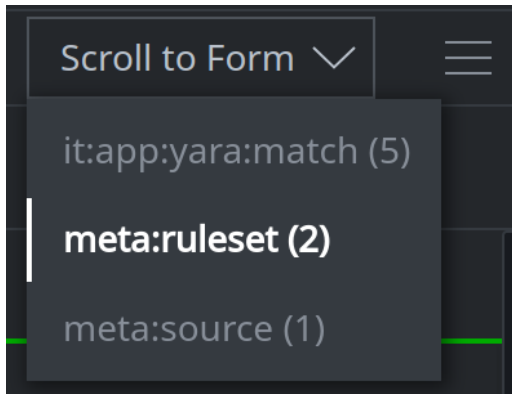 Scroll to Form
it:app:yara:match (5)
meta:ruleset (2)
meta:source (1)